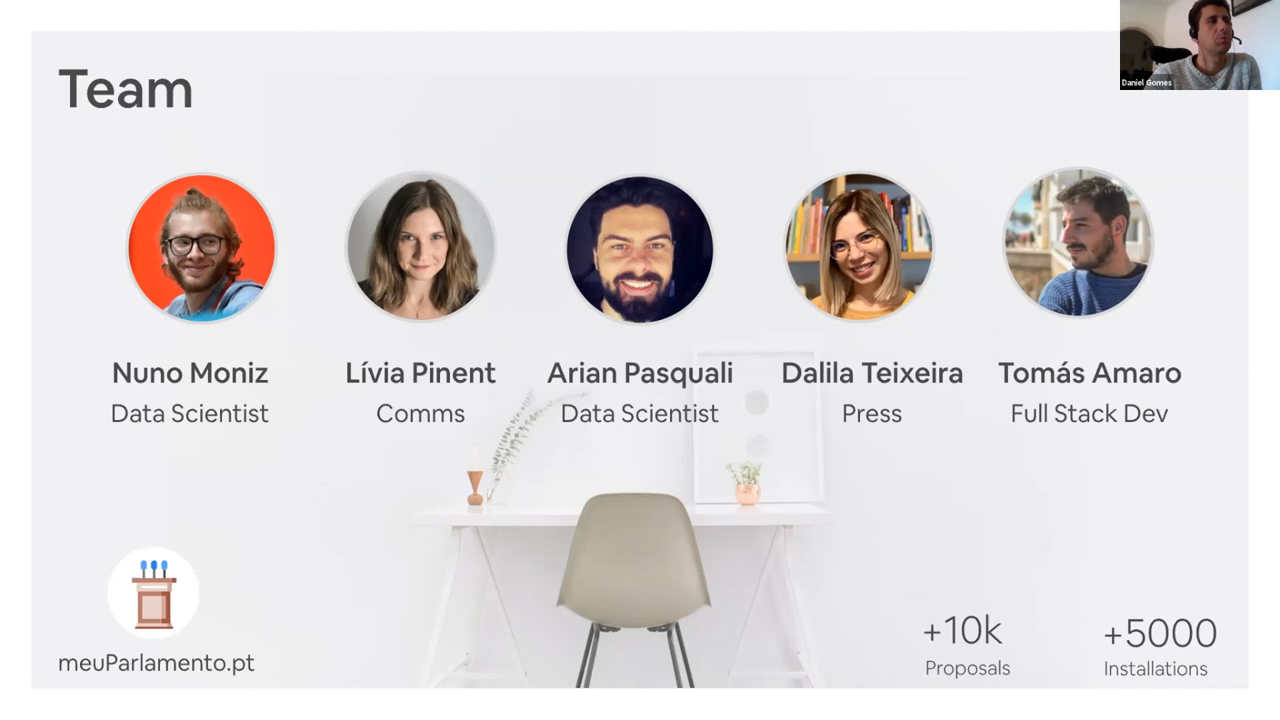 Team
Daniel Gomes
Nuno Moniz
Data Scientist
Lívia Pinent
Comms
Arian Pasquali
Data Scientist
Dalila Teixeira
Press
Tomás Amaro
Full Stack Dev
meuParlamento.pt
+10k
Proposals
+5000
Installations